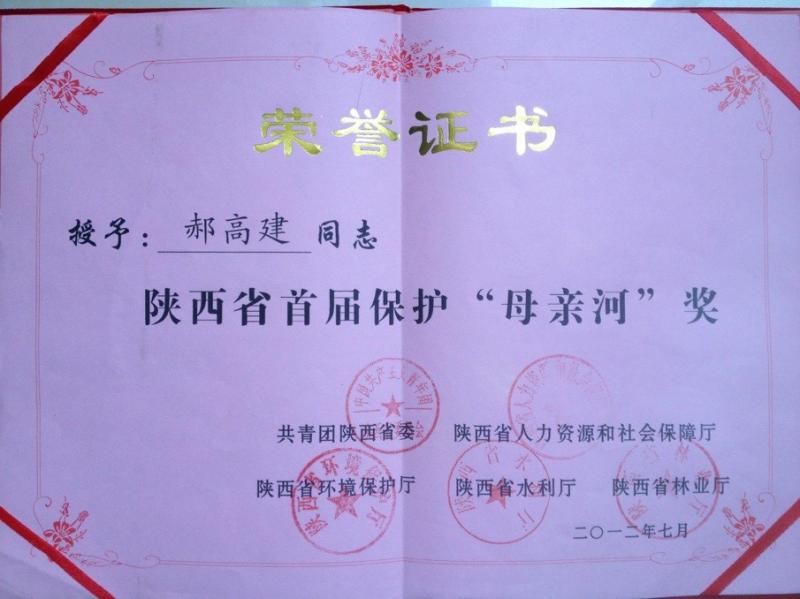 荣誉证书
授予：郝高建同志
陕西省首届保护“母亲河”奖
共青团陕西省委 陕西省人力资源和社会保障厅
陕西省环境保护厅 陕西省水利厅 陕西省林业厅
二〇一二年七月